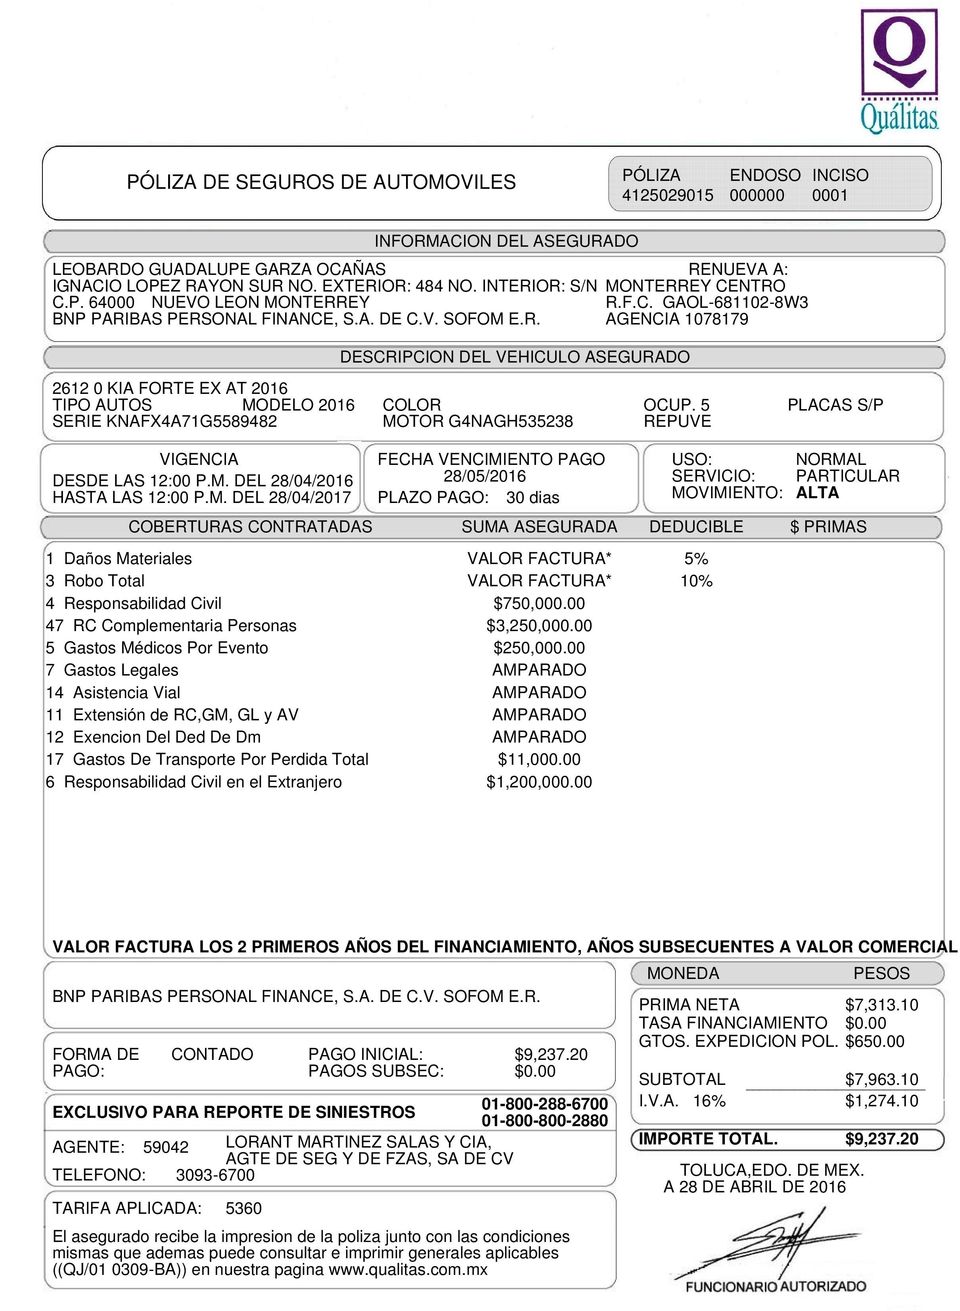 Q
Quálitas
PÓLIZA DE SEGUROS DE AUTOMOVILES
PÓLIZA ENDOSO INCISO
4125029015 000000 0001
INFORMACION DEL ASEGURADO
LEOBARDO GUADALUPE GARZA OCAÑAS RENUEVA A:
IGNACIO LOPEZ RAYON SUR NO. EXTERIOR: 484 NO. INTERIOR: S/N MONTERREY CENTRO
C.P. 64000 NUEVO LEON MONTERREY R.F.C. GAOL-681102-8W3
BNP PARIBAS PERSONAL FINANCE, S.A. DE C.V. SOFOM E.R. AGENCIA 1078179
DESCRIPCION DEL VEHICULO ASEGURADO
2612 0 KIA FORTE EX AT 2016
TIPO AUTOS MODELO 2016 COLOR OCUP. 5 PLACAS S/P
SERIE KNAFX4A71G5589482 MOTOR G4NAGH535238 REPUVE
VIGENCIA
DESDE LAS 12:00 P.M. DEL 28/04/2016
HASTA LAS 12:00 P.M. DEL 28/04/2017
FECHA VENCIMIENTO PAGO
28/05/2016
PLAZO PAGO: 30 dias
USO: NORMAL
SERVICIO: PARTICULAR
MOVIMIENTO: ALTA
COBERTURAS CONTRATADAS SUMA ASEGURADA DEDUCIBLE $ PRIMAS
1 Daños Materiales VALOR FACTURA* 5%
3 Robo Total VALOR FACTURA* 10%
4 Responsabilidad Civil $750,000.00
47 RC Complementaria Personas $3,250,000.00
5 Gastos Médicos Por Evento $250,000.00
7 Gastos Legales AMPARADO
14 Asistencia Vial AMPARADO
11 Extensión de RC,GM, GL y AV AMPARADO
12 Exencion Del Ded De Dm AMPARADO
17 Gastos De Transporte Por Perdida Total $11,000.00
6 Responsabilidad Civil en el Extranjero $1,200,000.00
VALOR FACTURA LOS 2 PRIMEROS AÑOS DEL FINANCIAMIENTO, AÑOS SUBSECUENTES A VALOR COMERCIAL
BNP PARIBAS PERSONAL FINANCE, S.A. DE C.V. SOFOM E.R.
FORMA DE CONTADO PAGO INICIAL: $9,237.20
PAGO: PAGOS SUBSEC: $0.00
EXCLUSIVO PARA REPORTE DE SINIESTROS
01-800-288-6700
01-800-800-2880
AGENTE: 59042 LORANT MARTINEZ SALAS Y CIA,
AGTE DE SEG Y DE FZAS, SA DE CV
TELEFONO: 3093-6700
TARIFA APLICADA: 5360
El asegurado recibe la impresion de la poliza junto con las condiciones
mismas que ademas puede consultar e imprimir generales aplicables
((QJ/01 0309-BA)) en nuestra pagina www.qualitas.com.mx
MONEDA PESOS
PRIMA NETA $7,313.10
TASA FINANCIAMIENTO $0.00
GTOS. EXPEDICION POL. $650.00
SUBTOTAL $7,963.10
I.V.A. 16% $1,274.10
IMPORTE TOTAL. $9,237.20
TOLUCA,EDO. DE MEX.
A 28 DE ABRIL DE 2016
FUNCIONARIO AUTORIZADO